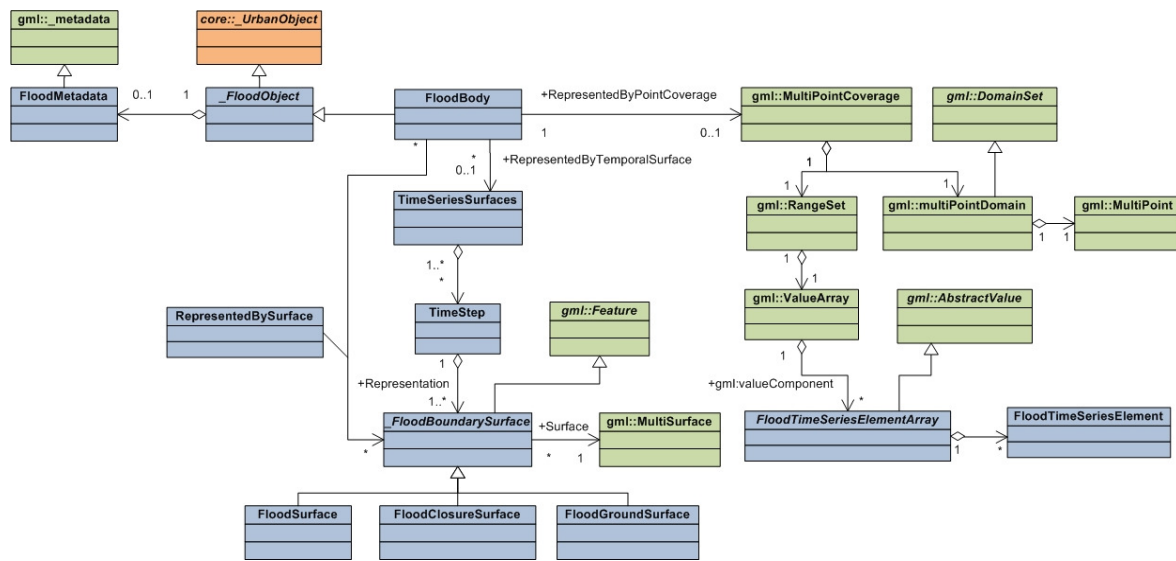 gml::_metadata
core::_UrbanObject
FloodMetadata
0..1
1
_FloodObject
FloodBody
+RepresentedByPointCoverage
1
0..1
gml::MultiPointCoverage
gml::DomainSet
*
*
0..1
+RepresentedByTemporalSurface
1
1
1
TimeSeriesSurfaces
gml::RangeSet
gml::multiPointDomain
gml::MultiPoint
1
1
1..*
*
1
1
RepresentedBySurface
TimeStep
gml::Feature
gml::ValueArray
gml::AbstractValue
1
1
+Representation
1..*
+gml:valueComponent
*
_FloodBoundarySurface
+Surface
gml::MultiSurface
FloodTimeSeriesElementArray
FloodTimeSeriesElement
*
*
1
1
*
FloodSurface
FloodClosureSurface
FloodGroundSurface